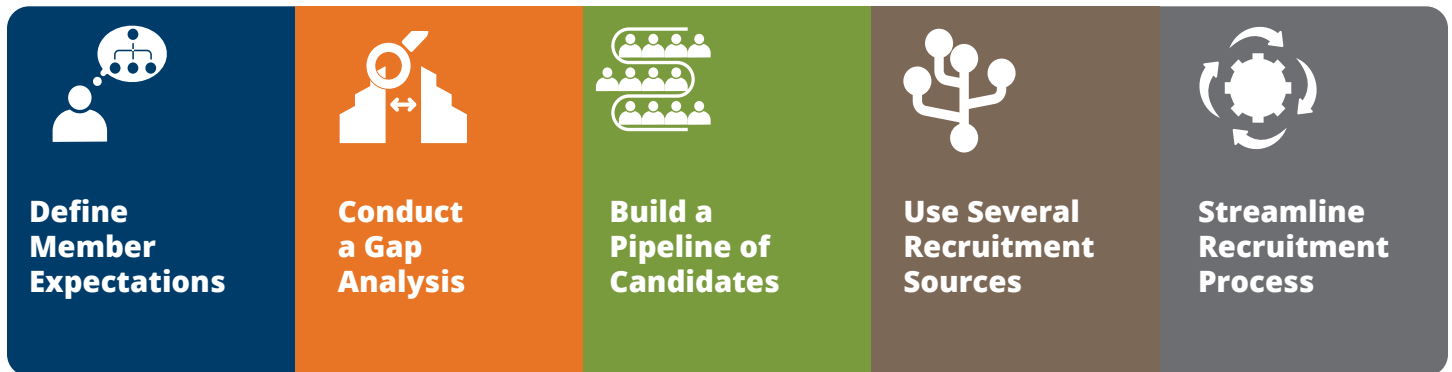 Define
Member
Expectations
Conduct
a Gap
Analysis
Build a
Pipeline of
Candidates
Use Several
Recruitment
Sources
Streamline
Recruitment
Process